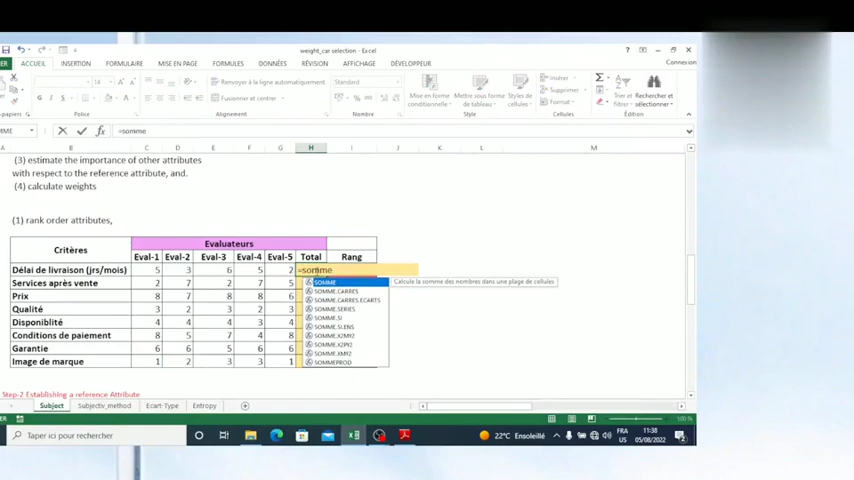 weight_car selection - Excel
ACCUEIL INSERTION FORMULAIRE MISE EN PAGE FORMULES DONNÉES RÉVISION AFFICHAGE DÉVELOPPEUR Connexion
Renvoyer à la ligne automatiquement Standard Insérer
Fusionner et centrer Mise en forme conditionnelle Mettre sous forme de tableau Styles de cellules Supprimer Format Trier et filtrer Rechercher et sélectionner
Alignement Nombre Style Cellules Édition
=somme
B C D E F G H I J K L M
(3) estimate the importance of other attributes
with respect to the reference attribute, and.
(4) calculate weights
(1) rank order attributes,
Critères Evaluateurs
Eval-1 Eval-2 Eval-3 Eval-4 Eval-5 Total Rang
Délai de livraison (jrs/mois) 5 3 6 5 2 =somme
Services après vente 2 7 2 7 5
Prix 8 7 8 8 6
Qualité 3 2 3 2 3
Disponiblité 4 4 4 3 4
Conditions de paiement 8 5 7 4 8
Garantie 6 6 5 6 6
Image de marque 1 2 3 3 1
SOMME
SOMME.CARRES
SOMME.CARRES.ECARTS
SOMME.SERIES
SOMME.SI
SOMME.SI.ENS
SOMME.X2MY2
SOMME.X2PY2
SOMME.XMY2
SOMMEPROD
Calcule la somme des nombres dans une plage de cellules
Step-2 Establishing a reference Attribute
Subject Subjectiv_method Ecart-Type Entropy
100 %
Taper ici pour rechercher
22°C Ensoleillé
FRA
US
11:38
05/08/2022
2